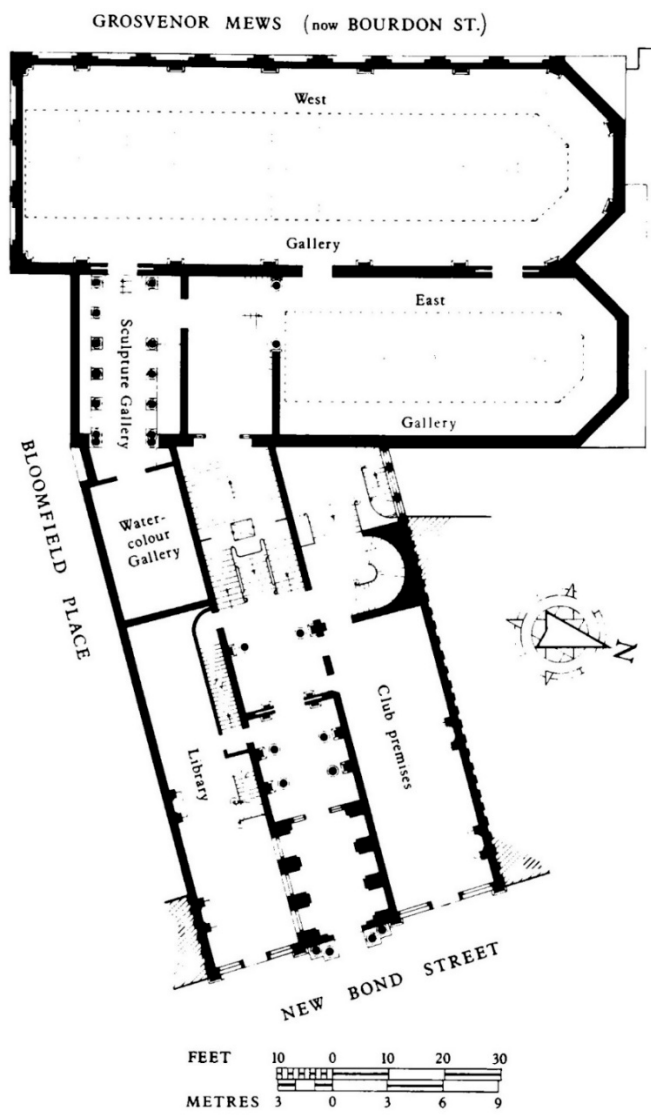 GROSVENOR MEWS (now BOURDON ST.)
West
Gallery
East
Gallery
Sculpture Gallery
BLOOMFIELD PLACE
Water-
colour
Gallery
Library
Club premises
N
NEW BOND STREET
FEET 10 0 10 20 30
METRES 3 0 3 6 9